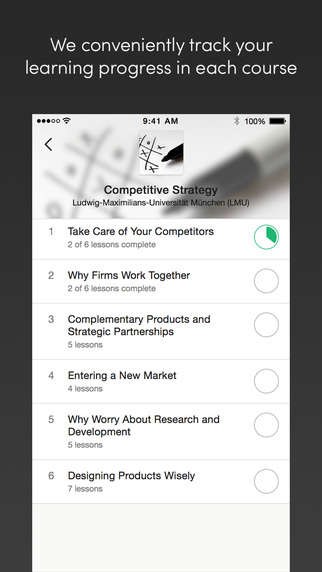 We conveniently track your
learning progress in each course
9:41 AM
100%
Competitive Strategy
Ludwig-Maximilians-Universität München (LMU)
1 Take Care of Your Competitors
2 of 6 lessons complete
2 Why Firms Work Together
2 of 6 lessons complete
3 Complementary Products and
Strategic Partnerships
5 lessons
4 Entering a New Market
4 lessons
5 Why Worry About Research and
Development
5 lessons
6 Designing Products Wisely
7 lessons